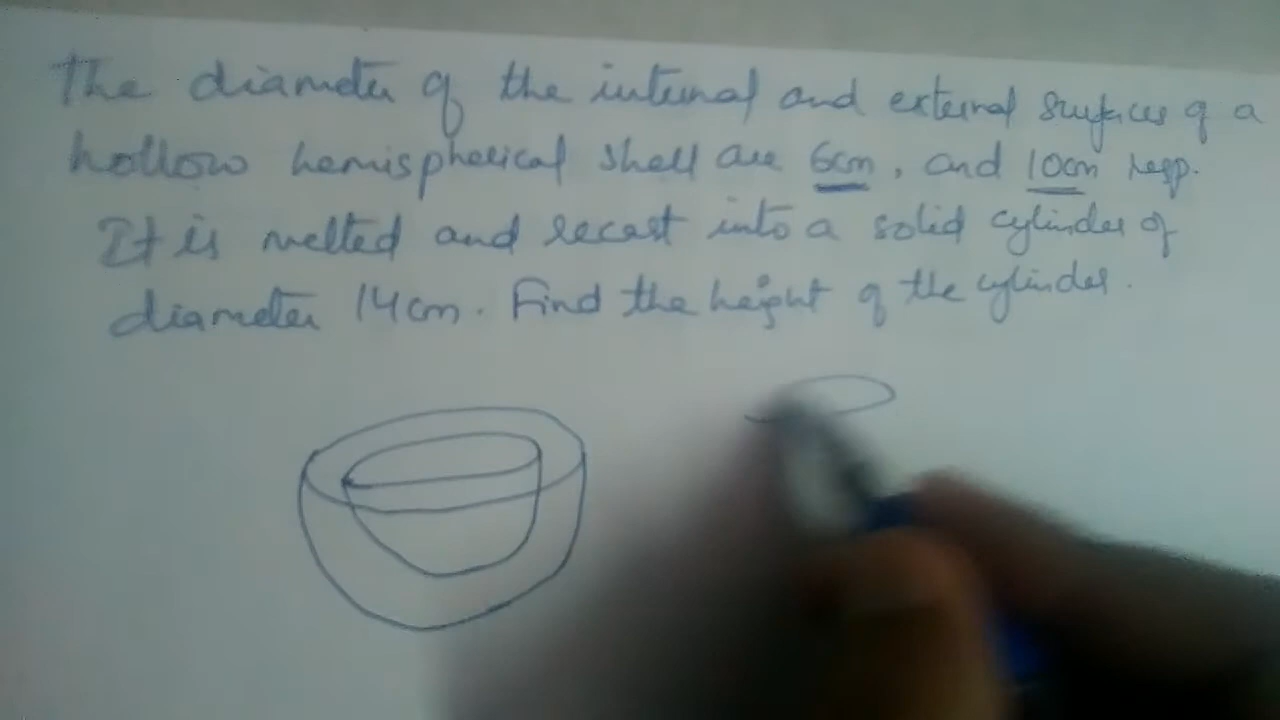 The diameter of the internal and external surfaces of a
hollow hemispherical shell are 6cm, and 10cm resp.
It is melted and recast into a solid cylinder of
diameter 14cm. Find the height of the cylinder.